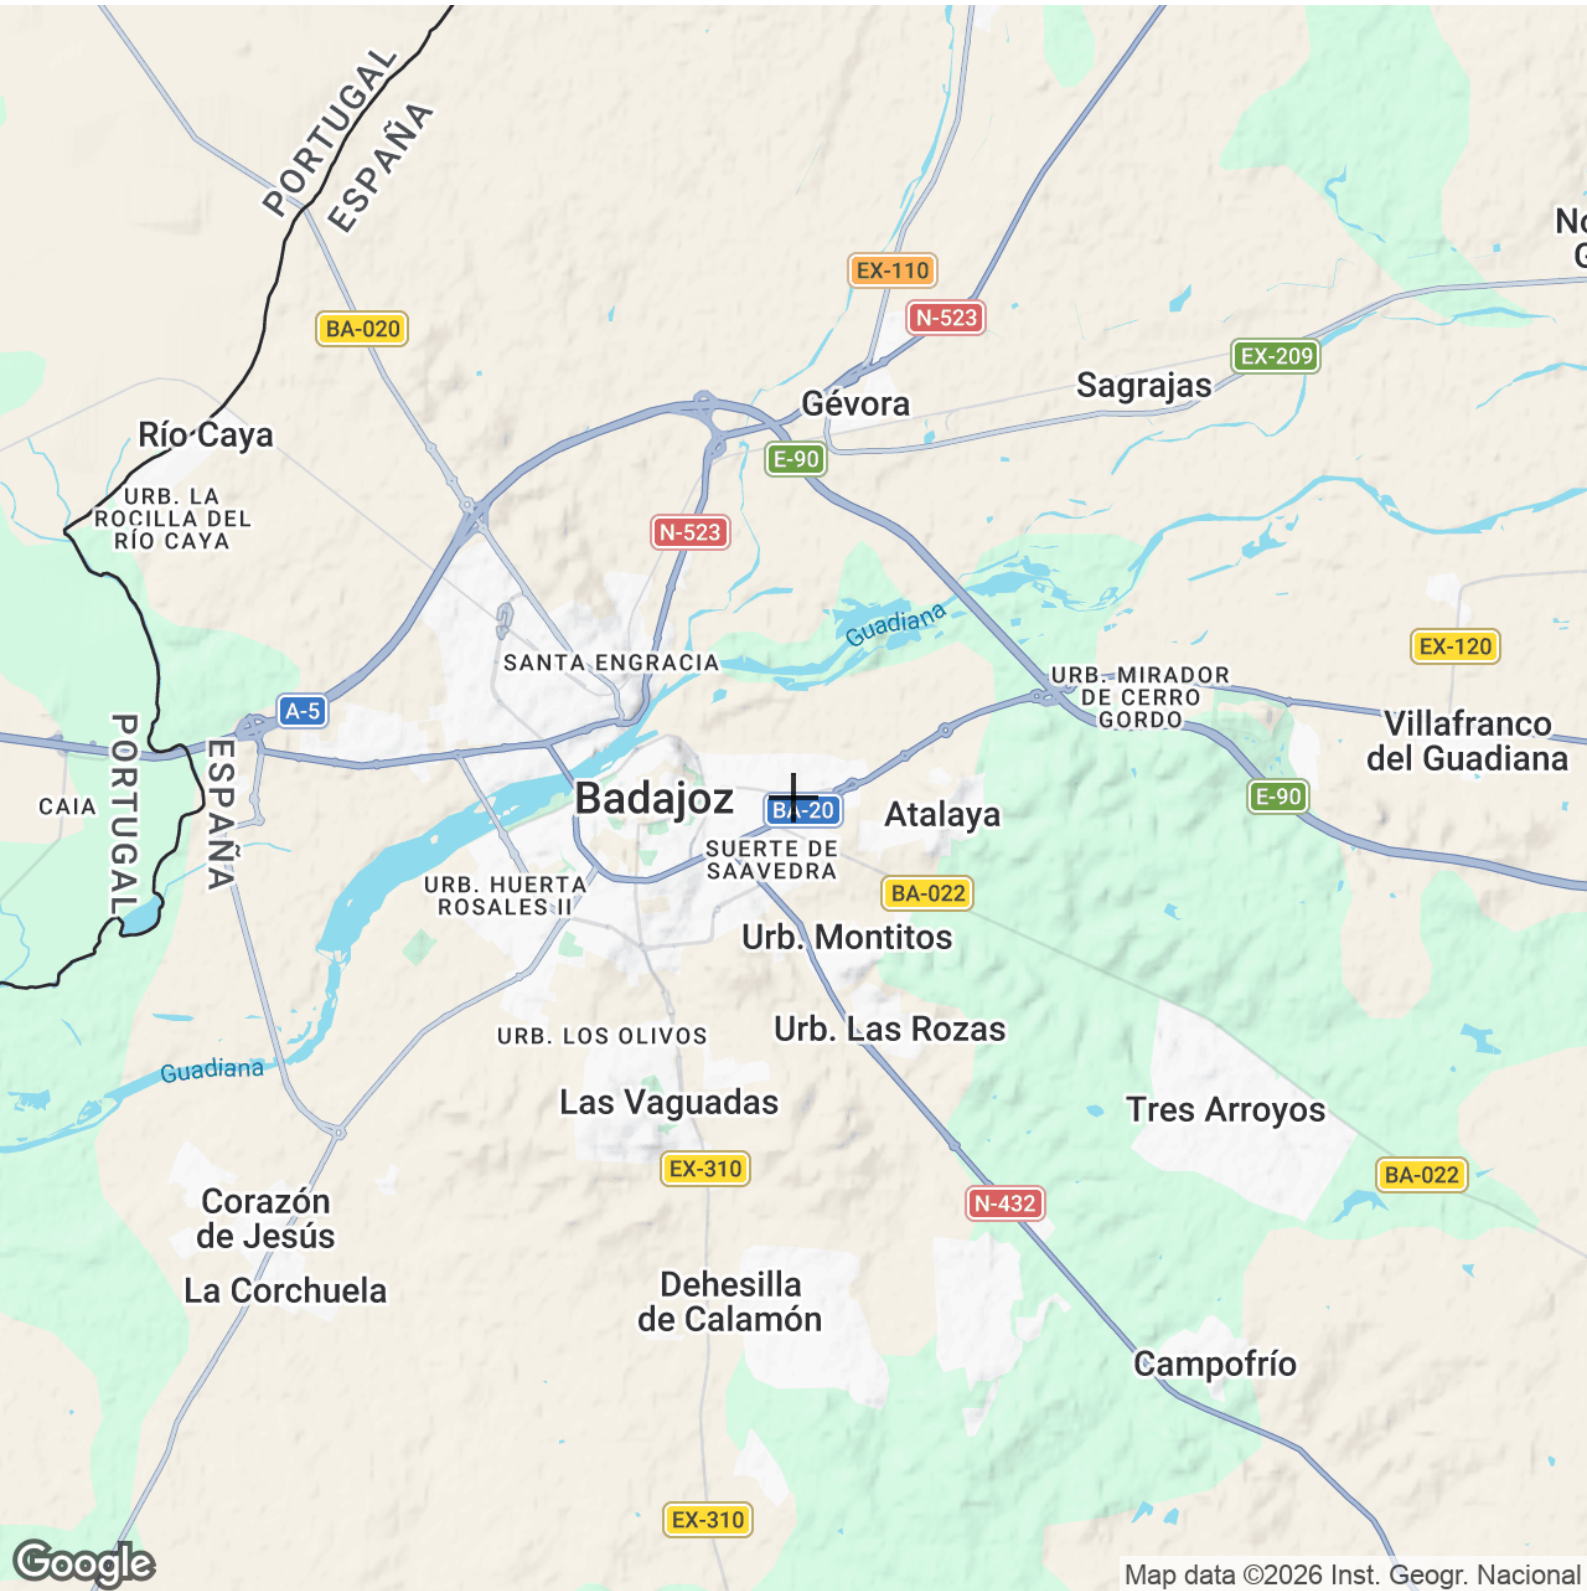 PORTUGAL
ESPAÑA
EX-110
N-523
BA-020
EX-209
Sagrajas
Gévora
Río Caya
E-90
URB. LA
ROCILLA DEL
RÍO CAYA
N-523
Guadiana
EX-120
SANTA ENGRACIA
URB. MIRADOR
DE CERRO
GORDO
A-5
PORTUGAL
ESPAÑA
Villafranco
del Guadiana
CAIA
Badajoz
BA-20
Atalaya
E-90
SUERTE DE
SAAVEDRA
URB. HUERTA
ROSALES II
BA-022
Urb. Montitos
URB. LOS OLIVOS
Urb. Las Rozas
Guadiana
Las Vaguadas
Tres Arroyos
EX-310
BA-022
Corazón
de Jesús
N-432
La Corchuela
Dehesilla
de Calamón
Campofrío
EX-310
Google
Map data ©2026 Inst. Geogr. Nacional